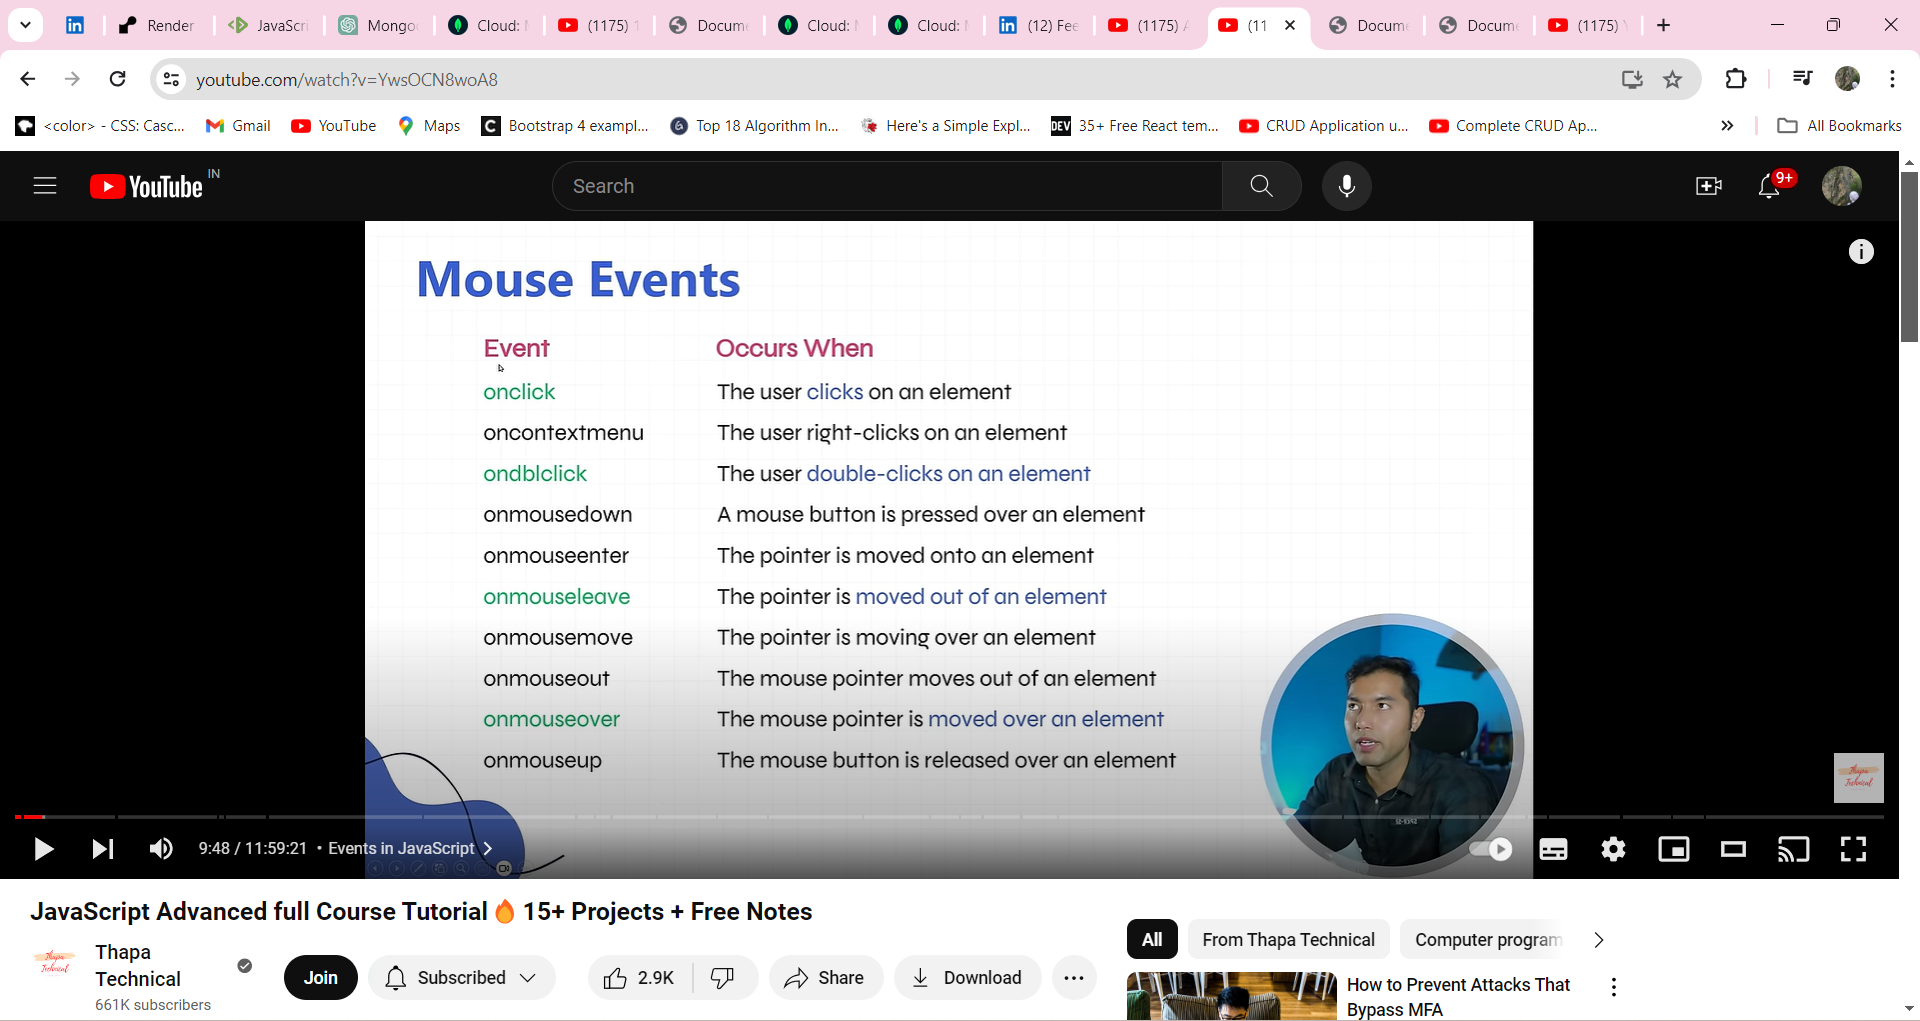 Render
JavaScri
Mongo
Cloud:
(1175)
Docume
Cloud:
Cloud:
(12) Fee
(1175)
(11
Docume
Docume
(1175)
youtube.com/watch?v=YwsOCN8woA8
<color> - CSS: Casc...
Gmail
YouTube
Maps
Bootstrap 4 exampl...
Top 18 Algorithm In...
Here's a Simple Expl...
DEV 35+ Free React tem...
CRUD Application u...
Complete CRUD Ap...
All Bookmarks
YouTube IN
Search
9+
Mouse Events
Event Occurs When
onclick The user clicks on an element
oncontextmenu The user right-clicks on an element
ondblclick The user double-clicks on an element
onmousedown A mouse button is pressed over an element
onmouseenter The pointer is moved onto an element
onmouseleave The pointer is moved out of an element
onmousemove The pointer is moving over an element
onmouseout The mouse pointer moves out of an element
onmouseover The mouse pointer is moved over an element
onmouseup The mouse button is released over an element
Thapa
Technical
9:48 / 11:59:21 • Events in JavaScript
JavaScript Advanced full Course Tutorial 🔥 15+ Projects + Free Notes
Thapa
Technical
Thapa
Technical
661K subscribers
Join
Subscribed
2.9K
Share
Download
All
From Thapa Technical
Computer program
How to Prevent Attacks That
Bypass MFA